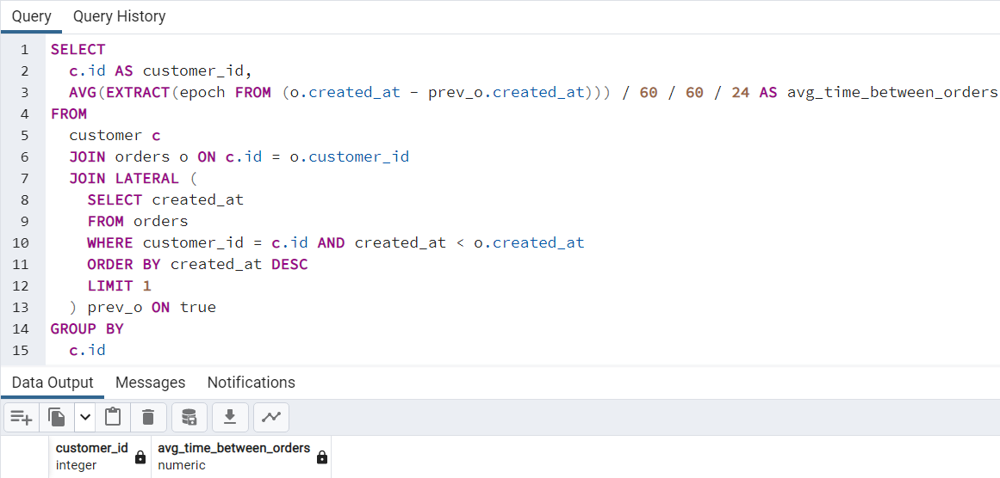 Query Query History
1 SELECT
2 c.id AS customer_id,
3 AVG(EXTRACT(epoch FROM (o.created_at - prev_o.created_at))) / 60 / 60 / 24 AS avg_time_between_orders
4 FROM
5 customer c
6 JOIN orders o ON c.id = o.customer_id
7 JOIN LATERAL (
8 SELECT created_at
9 FROM orders
10 WHERE customer_id = c.id AND created_at < o.created_at
11 ORDER BY created_at DESC
12 LIMIT 1
13 ) prev_o ON true
14 GROUP BY
15 c.id
Data Output Messages Notifications
customer_id avg_time_between_orders
integer numeric